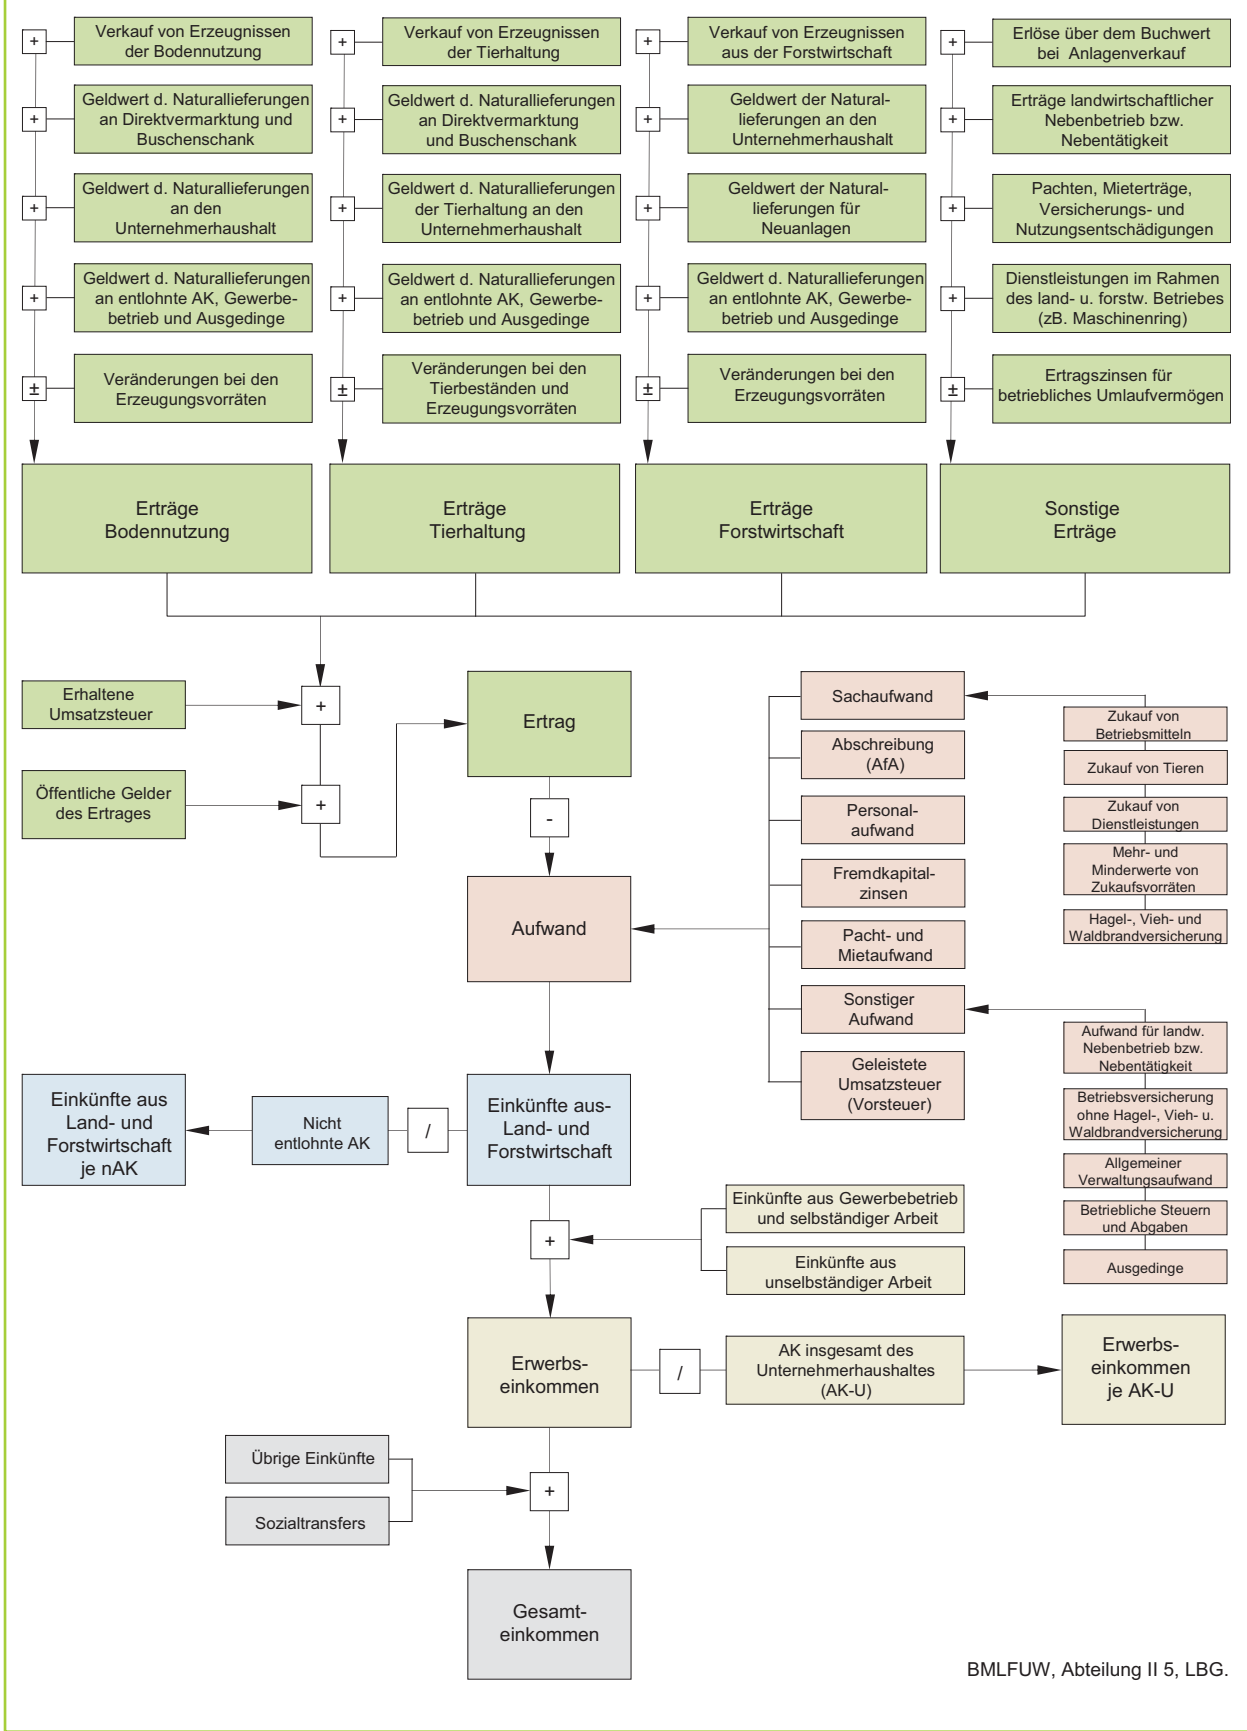 +
Verkauf von Erzeugnissen
der Bodennutzung
+
Geldwert d. Naturallieferungen
an Direktvermarktung und
Buschenschank
+
Geldwert d. Naturallieferungen
an den
Unternehmerhaushalt
+
Geldwert d. Naturallieferungen
an entlohnte AK, Gewerbe-
betrieb und Ausgedinge
±
Veränderungen bei den
Erzeugungsvorräten
Erträge
Bodennutzung
+
Verkauf von Erzeugnissen
der Tierhaltung
+
Geldwert d. Naturallieferungen
an Direktvermarktung
und Buschenschank
+
Geldwert d. Naturallieferungen
der Tierhaltung an den
Unternehmerhaushalt
+
Geldwert d. Naturallieferungen
an entlohnte AK, Gewerbe-
betrieb und Ausgedinge
±
Veränderungen bei den
Tierbeständen und
Erzeugungsvorräten
Erträge
Tierhaltung
+
Verkauf von Erzeugnissen
aus der Forstwirtschaft
+
Geldwert der Natural-
lieferungen an den
Unternehmerhaushalt
+
Geldwert der Natural-
lieferungen für
Neuanlagen
+
Geldwert d. Naturallieferungen
an entlohnte AK, Gewerbe-
betrieb und Ausgedinge
±
Veränderungen bei den
Erzeugungsvorräten
Erträge
Forstwirtschaft
+
Erlöse über dem Buchwert
bei Anlagenverkauf
+
Erträge landwirtschaftlicher
Nebenbetrieb bzw.
Nebentätigkeit
+
Pachten, Mieterträge,
Versicherungs- und
Nutzungsentschädigungen
+
Dienstleistungen im Rahmen
des land- u. forstw. Betriebes
(zB. Maschinenring)
±
Ertragszinsen für
betriebliches Umlaufvermögen
Sonstige
Erträge
Erhaltene
Umsatzsteuer
+
Öffentliche Gelder
des Ertrages
+
Ertrag
-
Aufwand
Sachaufwand
Abschreibung
(AfA)
Personal-
aufwand
Fremdkapital-
zinsen
Pacht- und
Mietaufwand
Sonstiger
Aufwand
Geleistete
Umsatzsteuer
(Vorsteuer)
Zukauf von
Betriebsmitteln
Zukauf von Tieren
Zukauf von
Dienstleistungen
Mehr- und
Minderwerte von
Zukaufsvorräten
Hagel-, Vieh- und
Waldbrandversicherung
Aufwand für landw.
Nebenbetrieb bzw.
Nebentätigkeit
Betriebsversicherung
ohne Hagel-, Vieh- u.
Waldbrandversicherung
Allgemeiner
Verwaltungsaufwand
Betriebliche Steuern
und Abgaben
Ausgedinge
Einkünfte aus
Land- und
Forstwirtschaft
je nAK
Nicht
entlohnte AK
/
Einkünfte aus-
Land- und
Forstwirtschaft
+
Einkünfte aus Gewerbebetrieb
und selbständiger Arbeit
Einkünfte aus
unselbständiger Arbeit
Erwerbs-
einkommen
/
AK insgesamt des
Unternehmerhaushaltes
(AK-U)
Erwerbs-
einkommen
je AK-U
Übrige Einkünfte
Sozialtransfers
+
Gesamt-
einkommen
BMLFUW, Abteilung II 5, LBG.